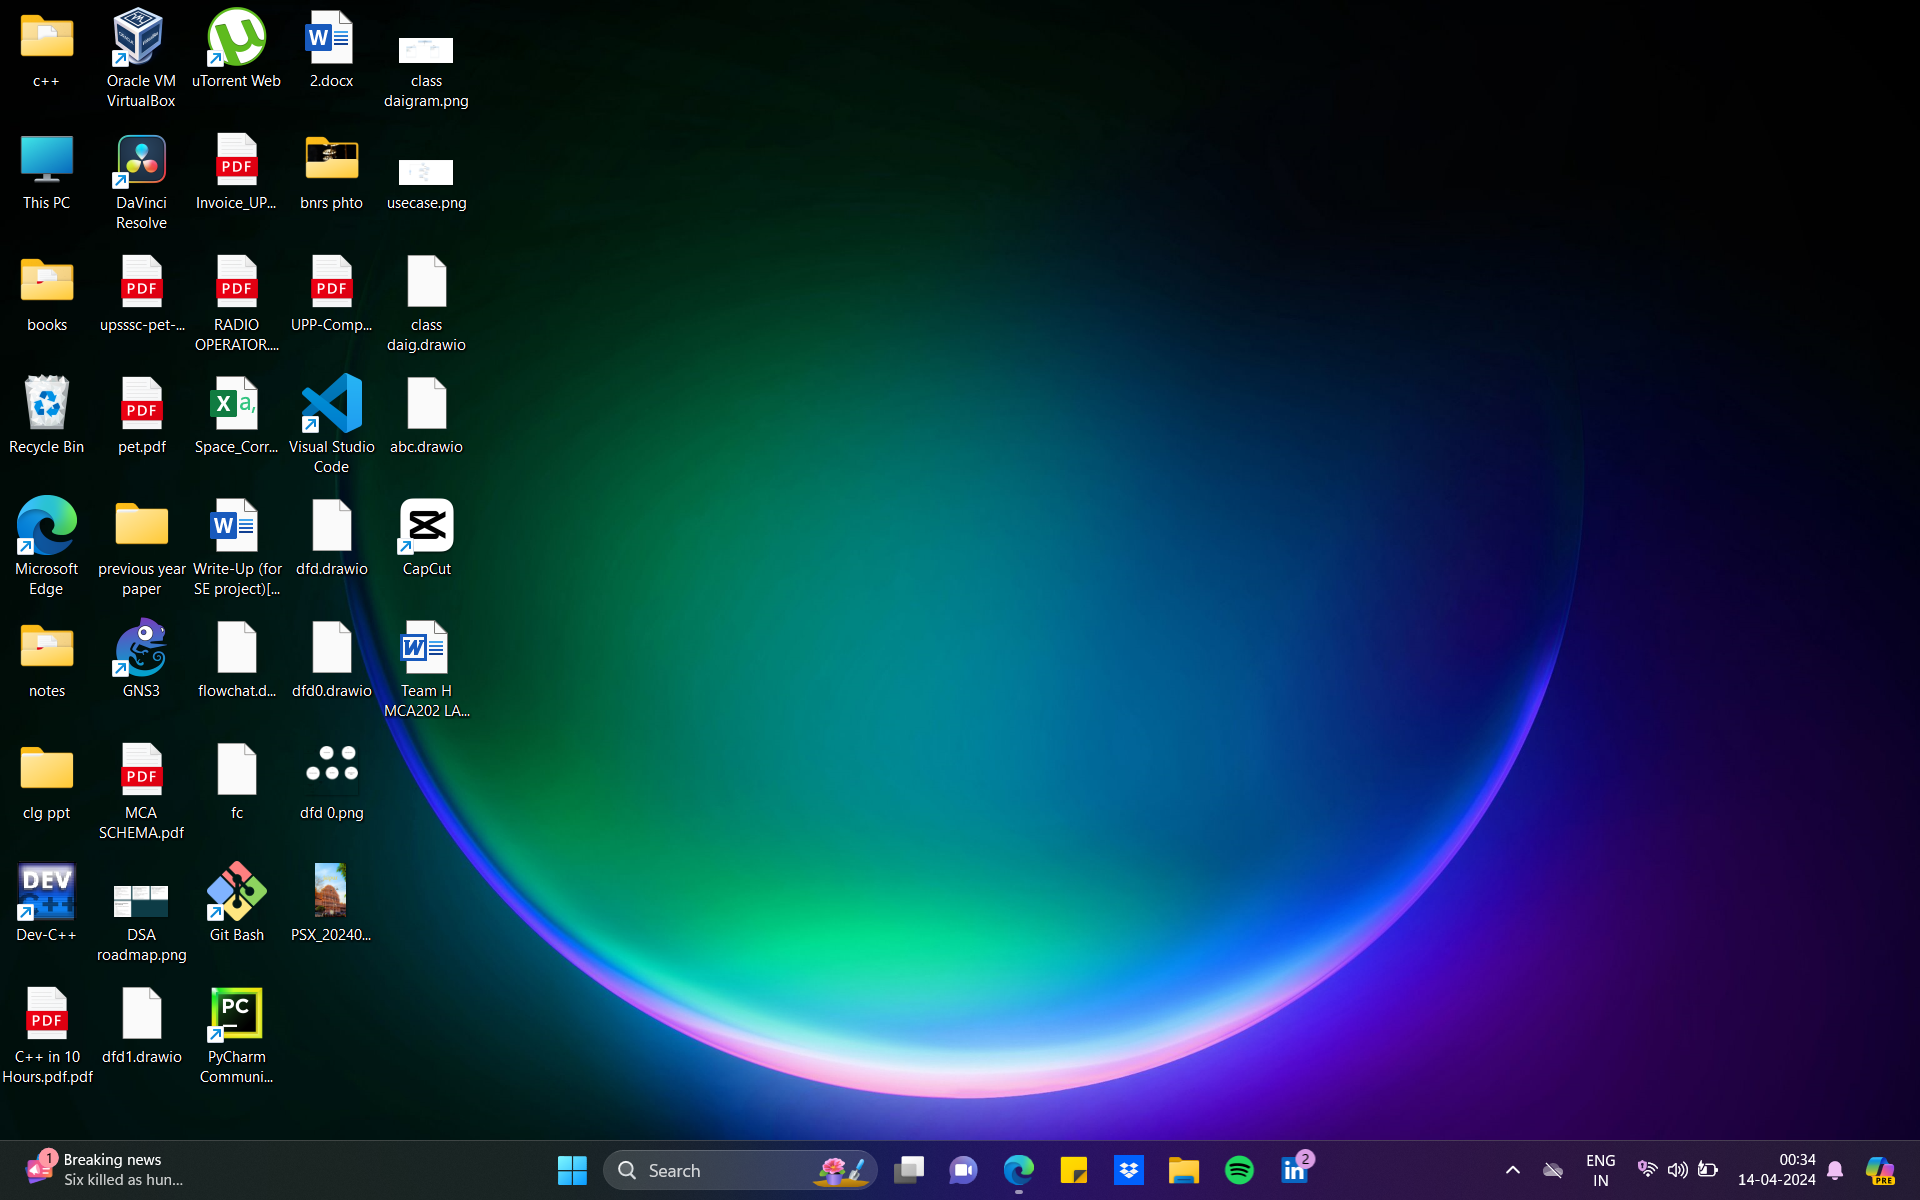 c++
Oracle VM
VirtualBox
uTorrent Web
2.docx
class
daigram.png
This PC
DaVinci
Resolve
PDF
Invoice_UP...
bnrs phto
usecase.png
books
PDF
upsssc-pet-...
PDF
RADIO
OPERATOR....
PDF
UPP-Comp...
class
daig.drawio
Recycle Bin
PDF
pet.pdf
Space_Corr...
Visual Studio
Code
abc.drawio
Microsoft
Edge
previous year
paper
Write-Up (for
SE project)[...
dfd.drawio
CapCut
notes
GNS3
flowchat.d...
dfd0.drawio
Team H
MCA202 LA...
clg ppt
PDF
MCA
SCHEMA.pdf
fc
dfd 0.png
DEV
C++
Dev-C++
DSA
roadmap.png
Git Bash
PSX_20240...
PDF
C++ in 10
Hours.pdf.pdf
dfd1.drawio
PC
PyCharm
Communi...
1
Breaking news
Six killed as hun...
Search
in
2
ENG
IN
00:34
14-04-2024
PRE